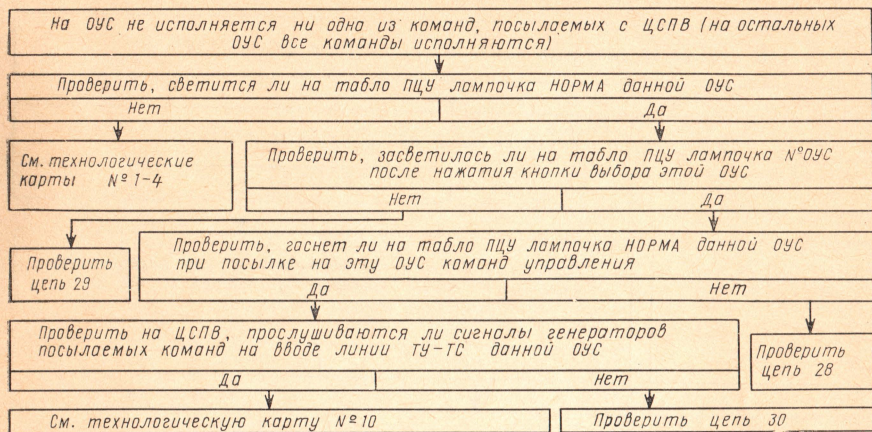 На ОУС не исполняется ни одна из команд, посылаемых с ЦСПВ (на остальных
ОУС все команды исполняются)
Проверить, светится ли на табло ПЦУ лампочка НОРМА данной ОУС
Нет
Да
См. технологические
карты № 1-4
Проверить, засветилась ли на табло ПЦУ лампочка N°ОУС
после нажатия кнопки выбора этой ОУС
Нет
Да
Проверить
цепь 29
Проверить, гаснет ли на табло ПЦУ лампочка НОРМА данной ОУС
при посылке на эту ОУС команд управления
Да
Нет
Проверить на ЦСПВ, прослушиваются ли сигналы генераторов
посылаемых команд на вводе линии ТУ-ТС данной ОУС
Да
Нет
Проверить
цепь 28
См. технологическую карту № 10
Проверить цепь 30